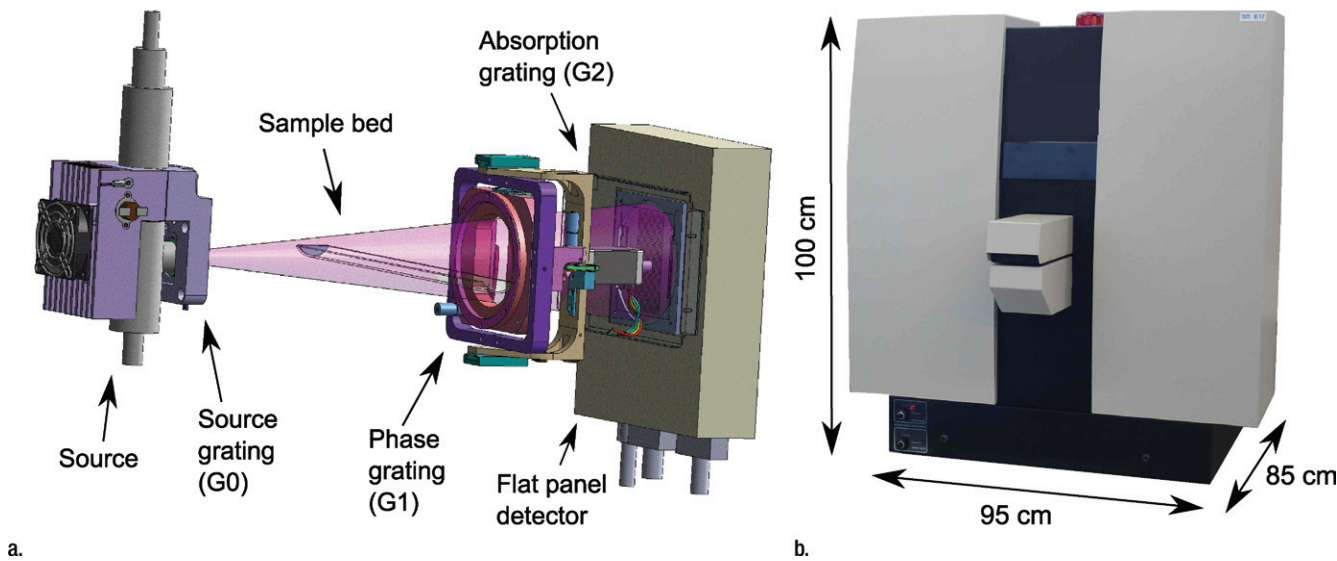 Absorption
grating (G2)
Sample bed
Source
Source
grating
(G0)
Phase
grating
(G1)
Flat panel
detector
a.
100 cm
95 cm
85 cm
b.